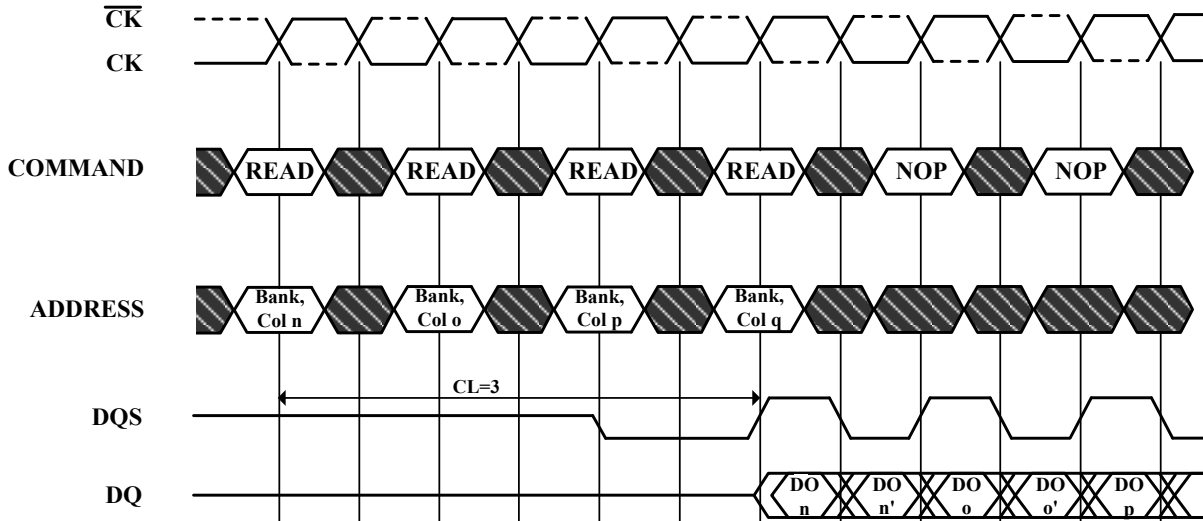 CK
CK
COMMAND
READ
READ
READ
READ
NOP
NOP
ADDRESS
Bank,
Col n
Bank,
Col o
Bank,
Col p
Bank,
Col q
CL=3
DQS
DQ
DO
n
DO
n'
DO
o
DO
o'
DO
p